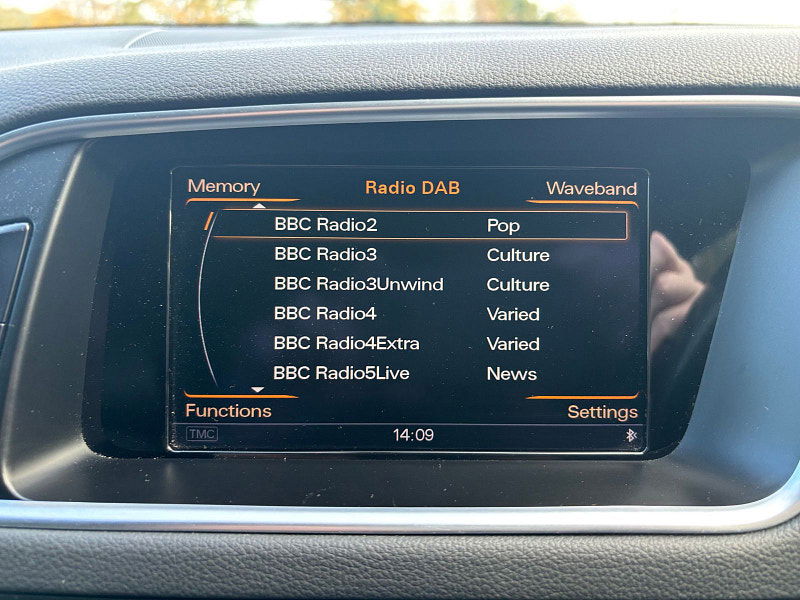 Memory Radio DAB Waveband
BBC Radio2 Pop
BBC Radio3 Culture
BBC Radio3Unwind Culture
BBC Radio4 Varied
BBC Radio4Extra Varied
BBC Radio5Live News
Functions Settings
TMC 14:09